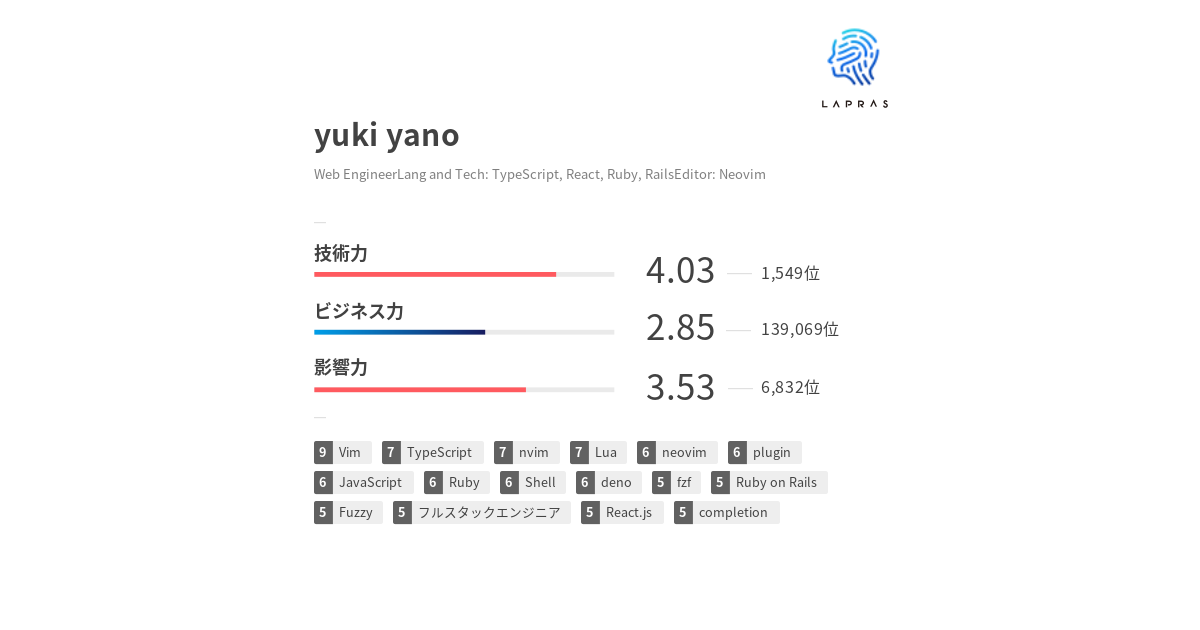 LAPRAS
yuki yano
Web EngineerLang and Tech: TypeScript, React, Ruby, RailsEditor: Neovim
技術力
4.03 1,549位
ビジネス力
2.85 139,069位
影響力
3.53 6,832位
9 Vim 7 TypeScript 7 nvim 7 Lua 6 neovim 6 plugin
6 JavaScript 6 Ruby 6 Shell 6 deno 5 fzf 5 Ruby on Rails
5 Fuzzy 5 フルスタックエンジニア 5 React.js 5 completion